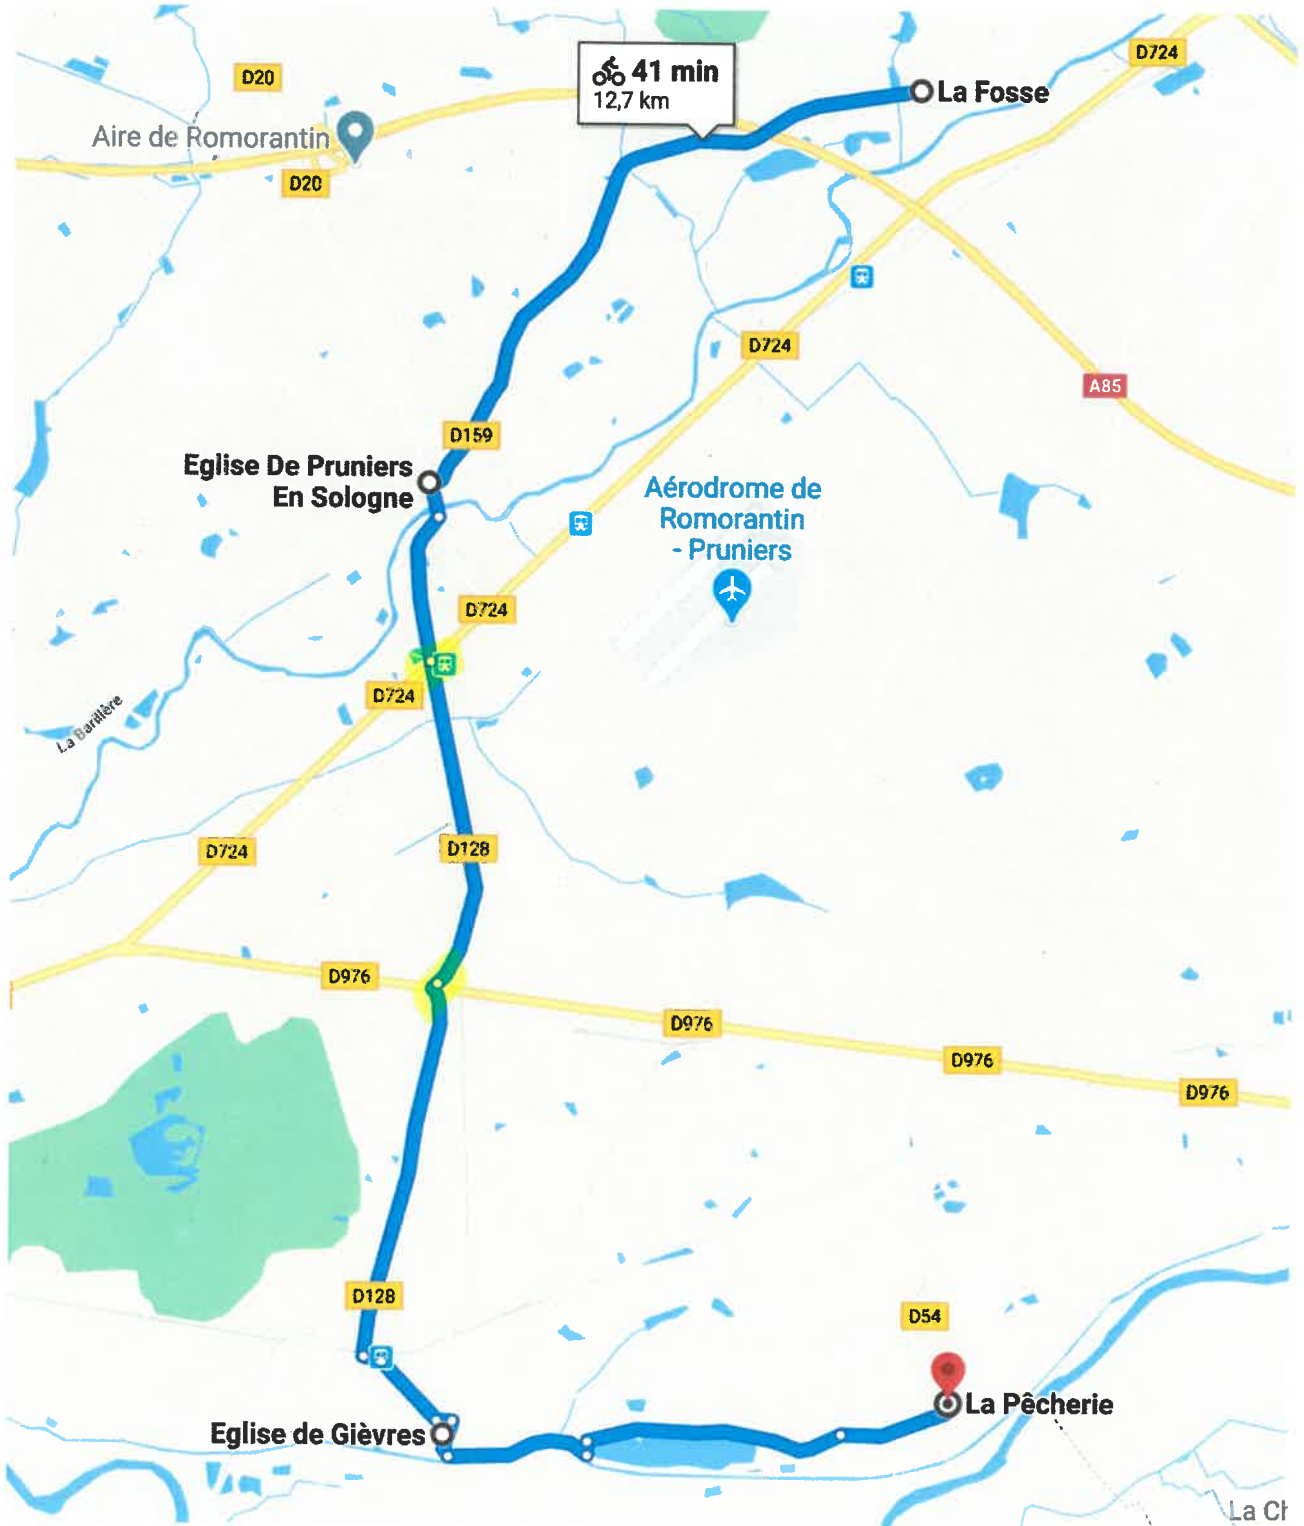 D724
D20
41 min
12,7 km
La Fosse
Aire de Romorantin
D20
D724
A85
D159
Eglise De Pruniers
En Sologne
Aérodrome de
Romorantin
- Pruniers
D724
D724
La Barillère
D724
D128
D976
D976
D976
D976
D128
D54
La Pêcherie
Eglise de Gièvres
La Ch